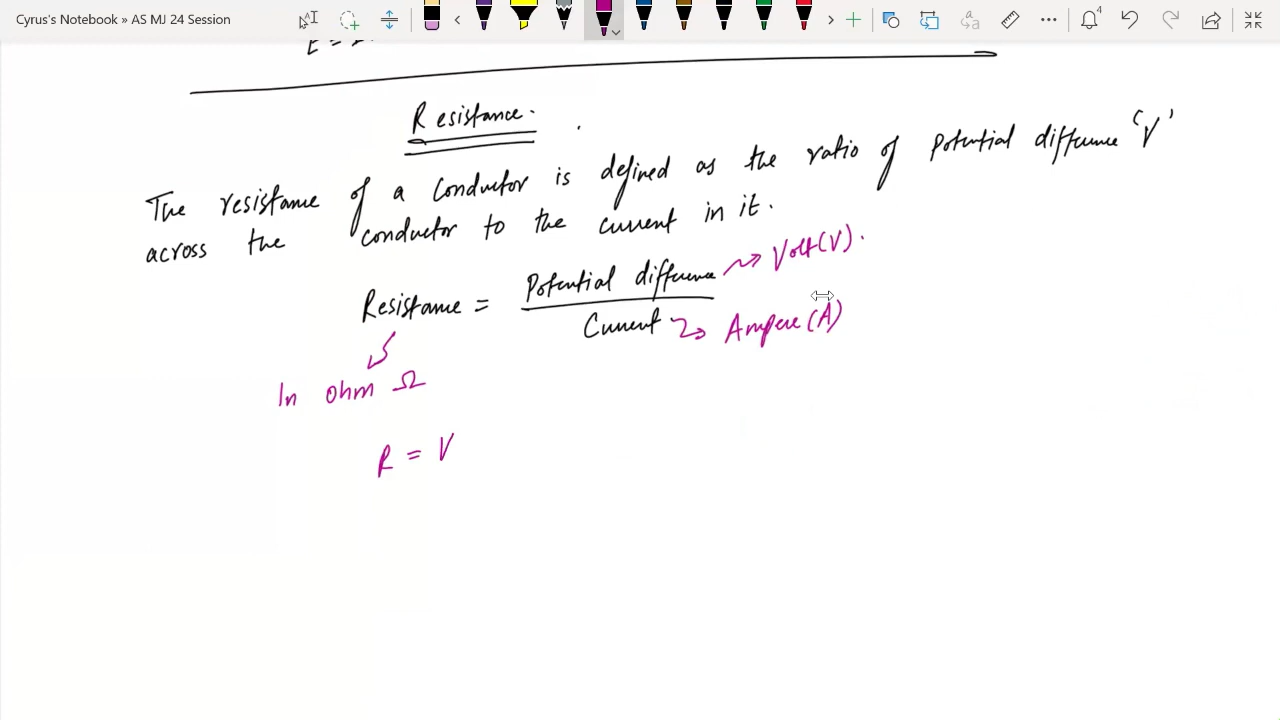 Cyrus's Notebook » AS MJ 24 Session
4
Resistance.
The resistance of a conductor is defined as the ratio of potential difference 'V'
across the conductor to the current in it.
Resistance = Potential difference → Volt(V).
Current → Ampere (A)
In ohm Ω
R = V